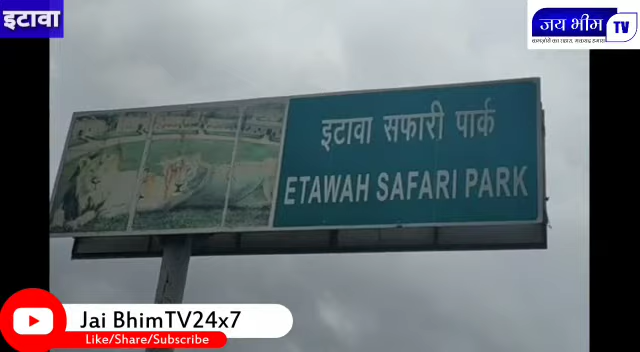 इटावा
जय भीम
TV
इटावा सफारी पार्क
ETAWAH SAFARI PARK
Jai BhimTV24x7
Like/Share/Subscribe